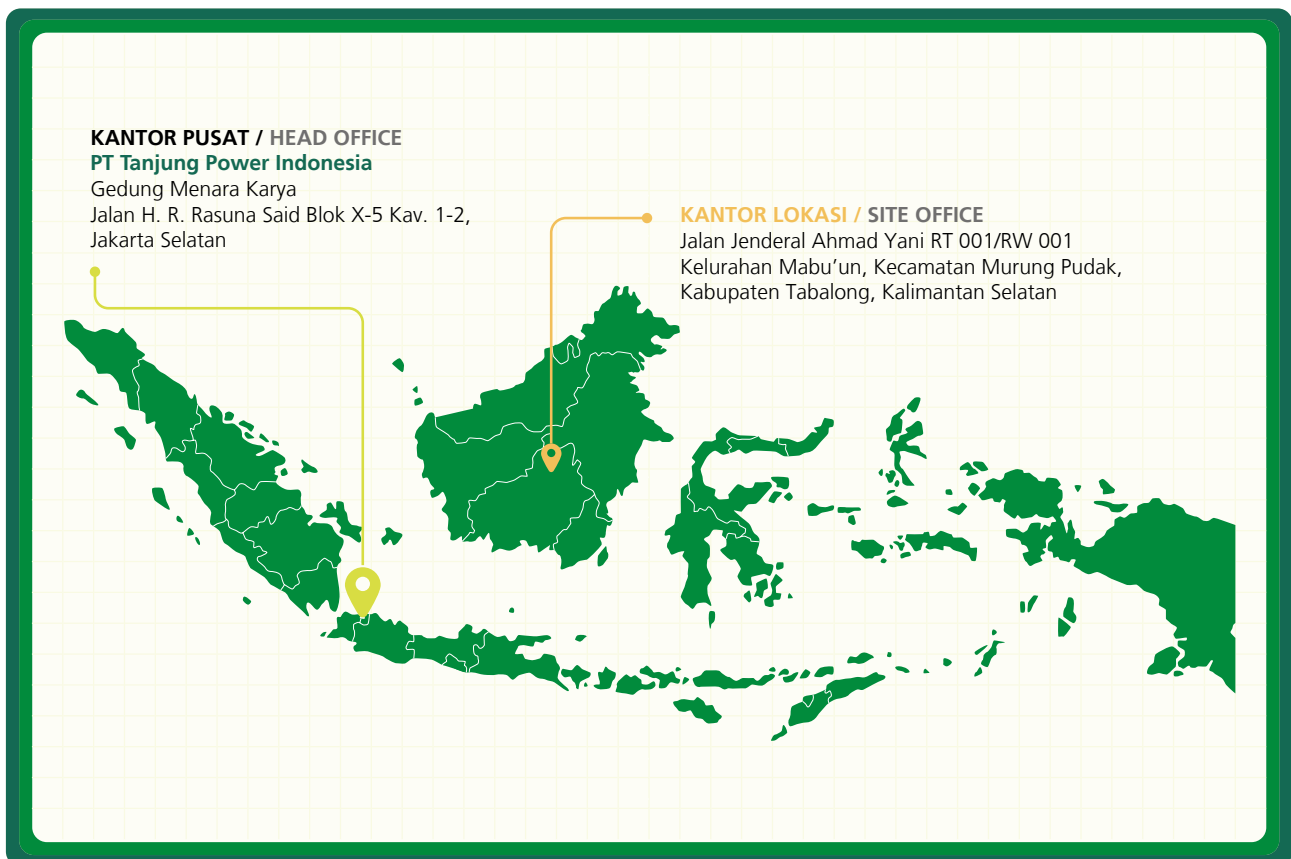 KANTOR PUSAT / HEAD OFFICE
PT Tanjung Power Indonesia
Gedung Menara Karya
Jalan H. R. Rasuna Said Blok X-5 Kav. 1-2,
Jakarta Selatan
KANTOR LOKASI / SITE OFFICE
Jalan Jenderal Ahmad Yani RT 001/RW 001
Kelurahan Mabu’un, Kecamatan Murung Pudak,
Kabupaten Tabalong, Kalimantan Selatan